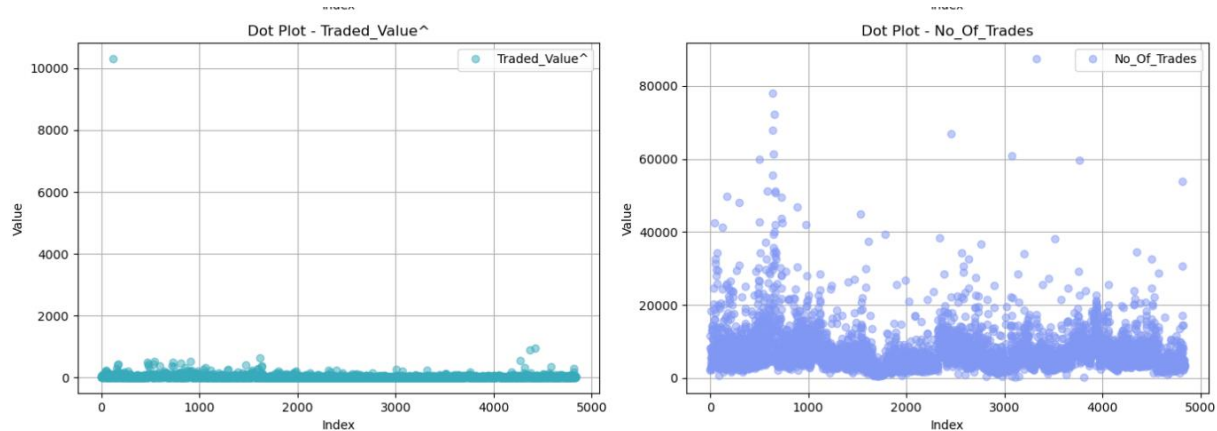 Dot Plot - Traded_Value^
Traded_Value^
10000
8000
6000
4000
2000
0
Value
0 1000 2000 3000 4000 5000
Index
Dot Plot - No_Of_Trades
No_Of_Trades
80000
60000
40000
20000
0
Value
0 1000 2000 3000 4000 5000
Index